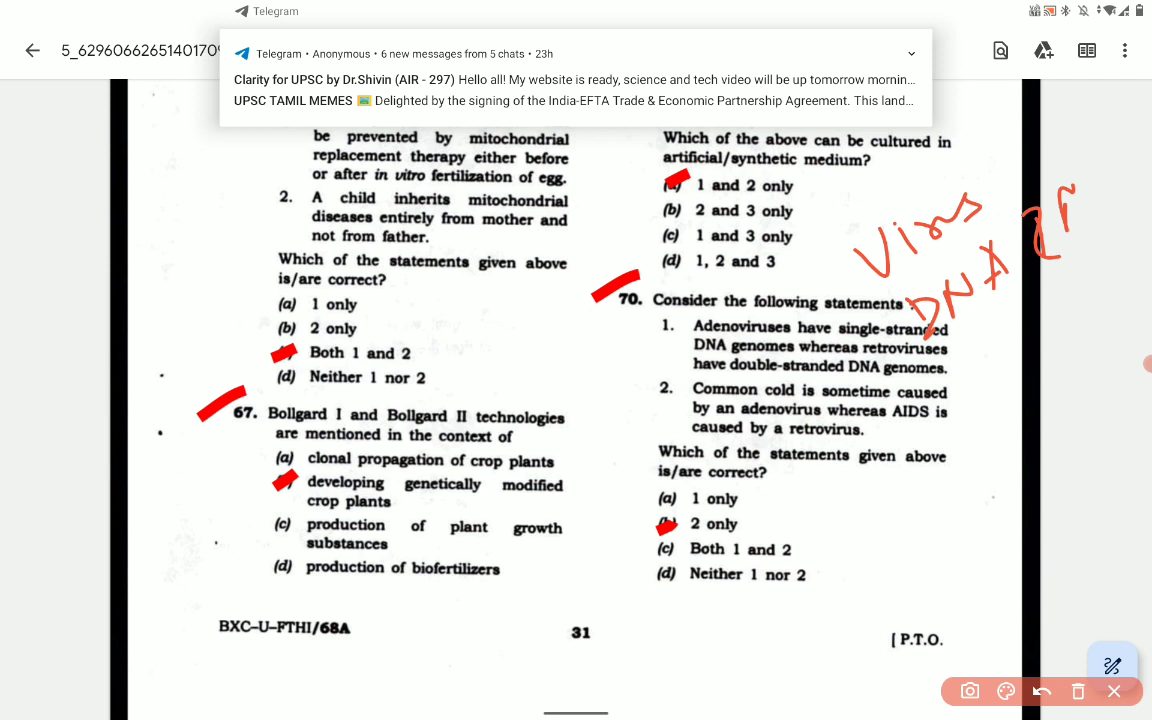 Telegram
5_6296066265140170
Telegram • Anonymous • 6 new messages from 5 chats • 23h
Clarity for UPSC by Dr.Shivin (AIR - 297) Hello all! My website is ready, science and tech video will be up tomorrow mornin...
UPSC TAMIL MEMES Delighted by the signing of the India-EFTA Trade & Economic Partnership Agreement. This land...
be prevented by mitochondrial
replacement therapy either before
or after in vitro fertilization of egg.
2. A child inherits mitochondrial
diseases entirely from mother and
not from father.
Which of the statements given above
is/are correct?
(a) 1 only
(b) 2 only
Both 1 and 2
(d) Neither 1 nor 2
67. Bollgard I and Bollgard II technologies
are mentioned in the context of
(a) clonal propagation of crop plants
developing genetically modified
crop plants
(c) production of plant growth
substances
(d) production of biofertilizers
Which of the above can be cultured in
artificial/synthetic medium?
1 and 2 only
(b) 2 and 3 only
(c) 1 and 3 only
(d) 1, 2 and 3
70. Consider the following statements :
1. Adenoviruses have single-stranded
DNA genomes whereas retroviruses
have double-stranded DNA genomes.
2. Common cold is sometime caused
by an adenovirus whereas AIDS is
caused by a retrovirus.
Which of the statements given above
is/are correct?
(a) 1 only
2 only
(c) Both 1 and 2
(d) Neither 1 nor 2
Virus
DNA
BXC-U-FTHI/68A
31
[ P.T.O.